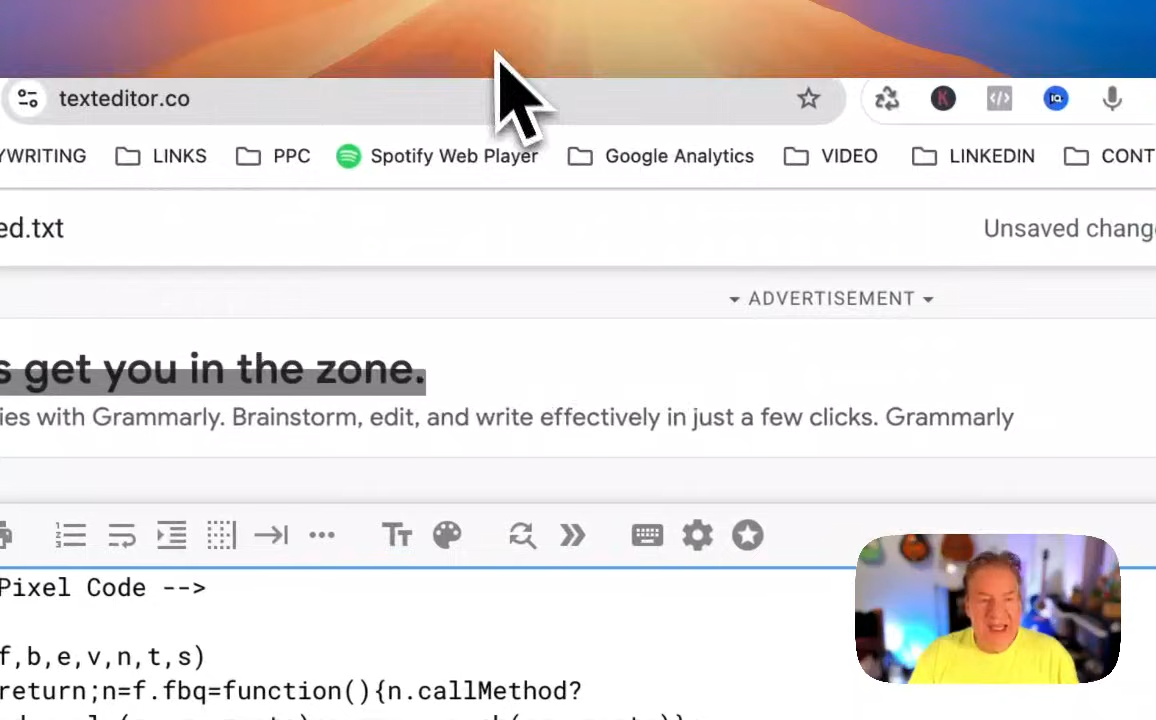 texteditor.co
YWRITING LINKS PPC Spotify Web Player Google Analytics VIDEO LINKEDIN CONT
ed.txt Unsaved chang
ADVERTISEMENT
s get you in the zone.
ies with Grammarly. Brainstorm, edit, and write effectively in just a few clicks. Grammarly
Pixel Code -->
f,b,e,v,n,t,s)
return;n=f.fbq=function(){n.callMethod?